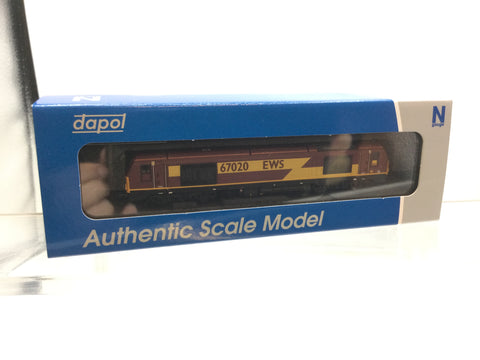 N
dapol
N
gauge
67020 EWS
Authentic Scale Model